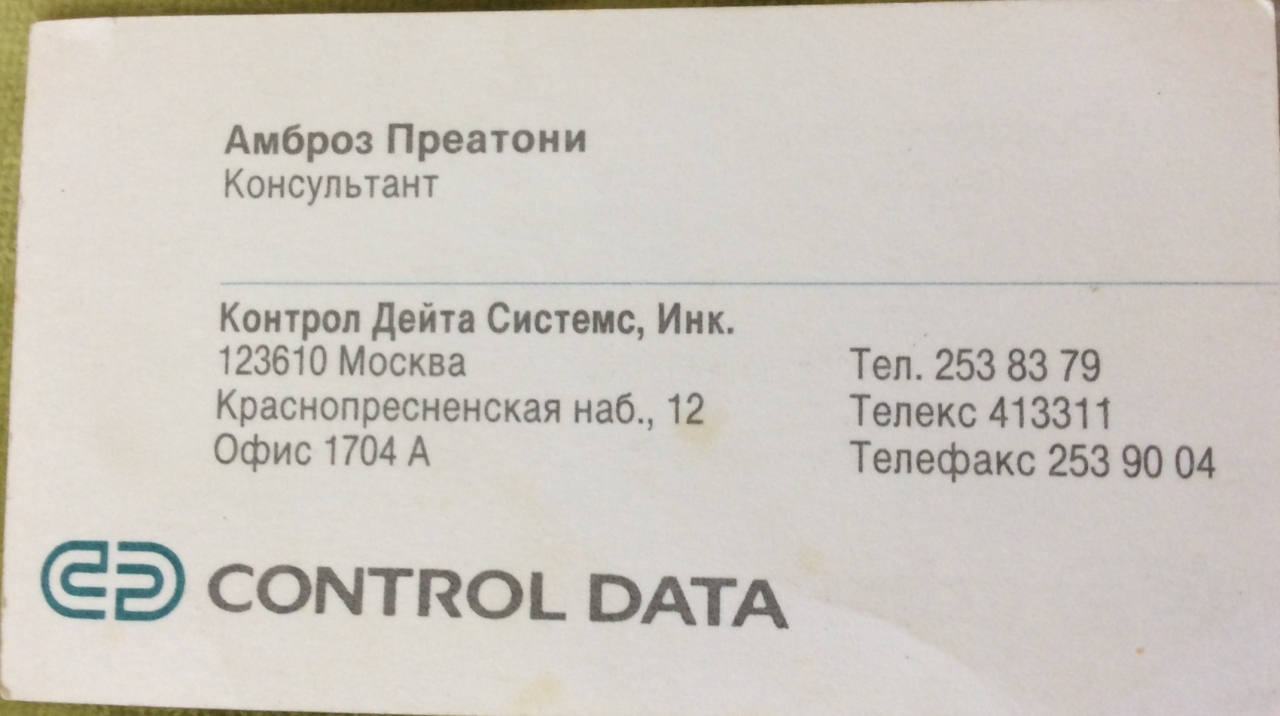 Амброз Преатони
Консультант
Контрол Дейта Системс, Инк.
123610 Москва
Краснопресненская наб., 12
Офис 1704 А
Тел. 253 83 79
Телекс 413311
Телефакс 253 90 04
CONTROL DATA